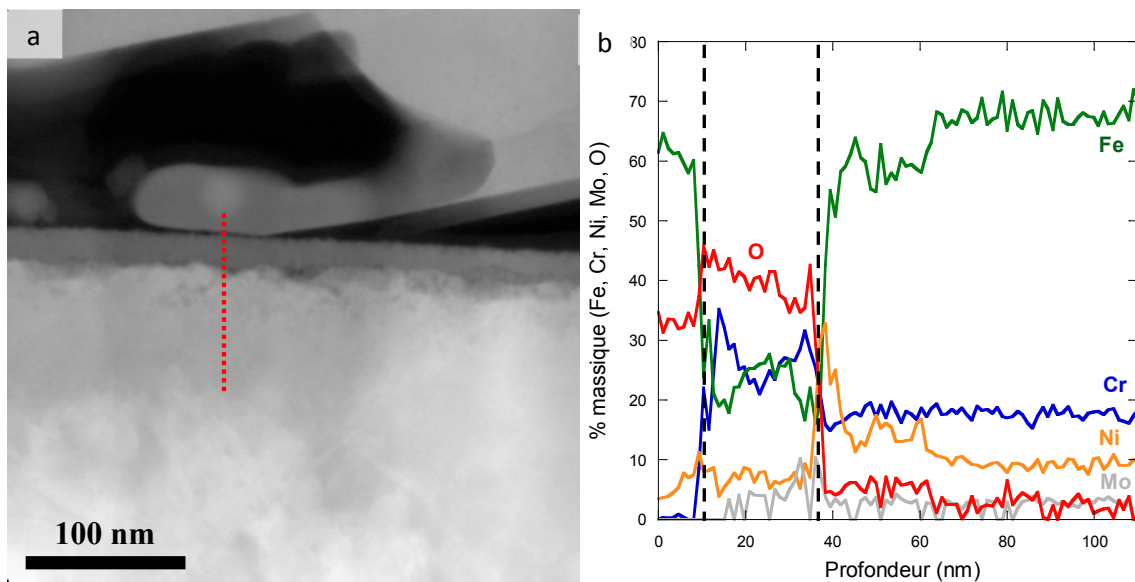 a
100 nm
b
% massique (Fe, Cr, Ni, Mo, O)
80
70
60
50
40
30
20
10
0
Fe
O
Cr
Ni
Mo
0 20 40 60 80 100
Profondeur (nm)